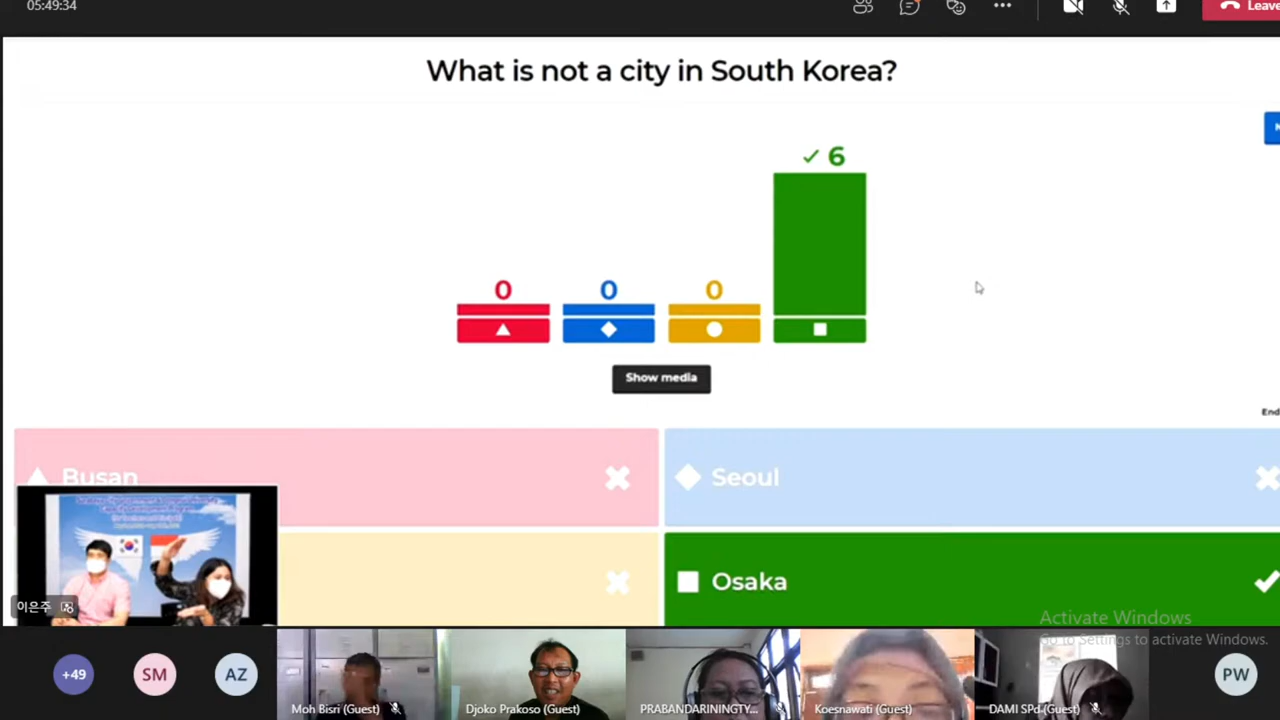 05:49:34
Leave
What is not a city in South Korea?
6
0
0
0
Show media
End
Busan
Seoul
Osaka
이은주
Activate Windows
Go to Settings to activate Windows.
+49
SM
AZ
Moh Bisri (Guest)
Djoko Prakoso (Guest)
PRABANDARININGTY...
Koesnawati (Guest)
DAMI SPd (Guest)
PW